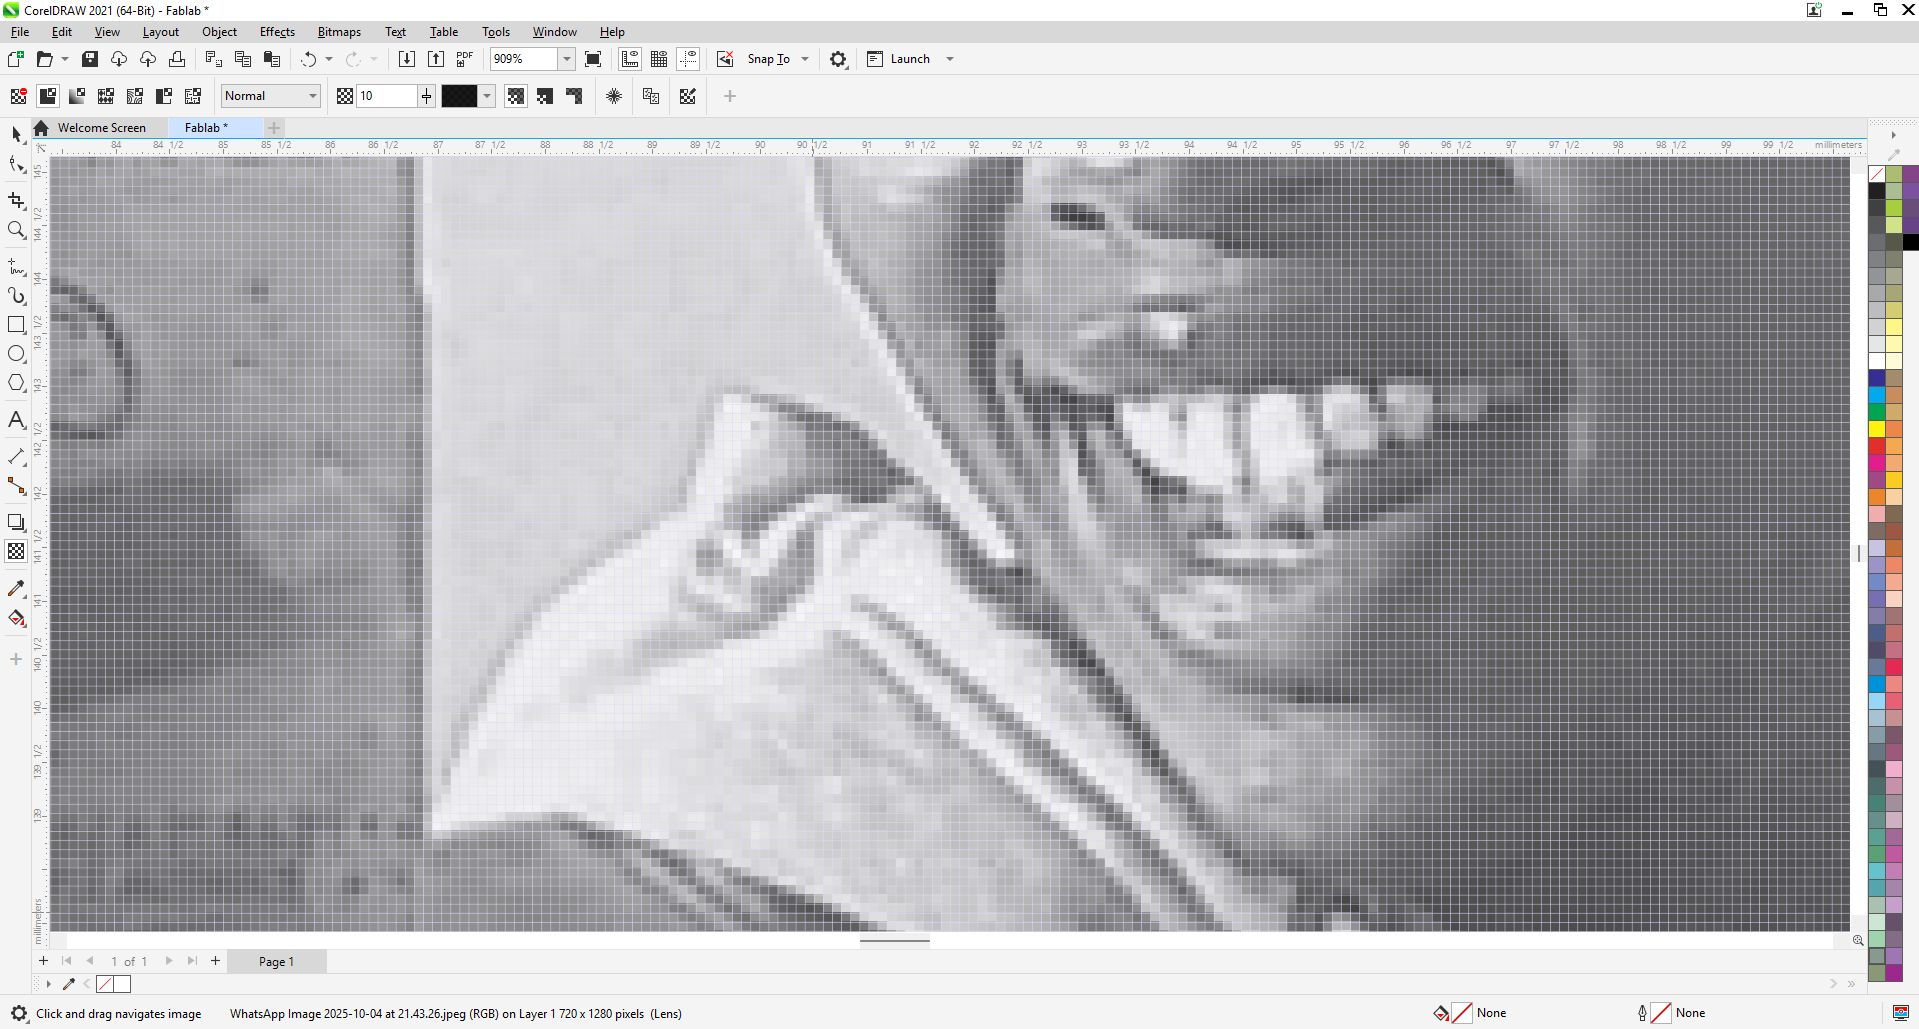 CorelDRAW 2021 (64-Bit) - Fablab *
File Edit View Layout Object Effects Bitmaps Text Table Tools Window Help
PDF 909% Snap To Launch
Normal 10
Welcome Screen Fablab *
84 84 1/2 85 85 1/2 86 86 1/2 87 87 1/2 88 88 1/2 89 89 1/2 90 90 1/2 91 91 1/2 92 92 1/2 93 93 1/2 94 94 1/2 95 95 1/2 96 96 1/2 97 97 1/2 98 98 1/2 99 99 1/2 millimeters
145
144 1/2
144
143 1/2
143
142 1/2
142
141 1/2
141
140 1/2
140
139 1/2
139
millimeters
1 of 1 Page 1
Click and drag navigates image WhatsApp Image 2025-10-04 at 21.43.26.jpeg (RGB) on Layer 1 720 x 1280 pixels (Lens) None None